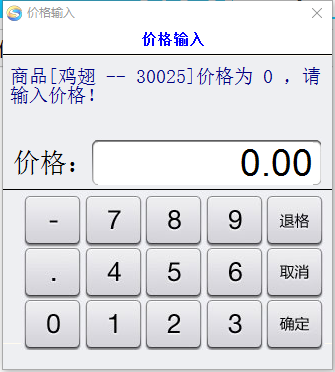 价格输入
价格输入
商品[鸡翅 -- 30025]价格为 0 ，请
输入价格！
价格： 0.00
- 7 8 9 退格
. 4 5 6 取消
0 1 2 3 确定